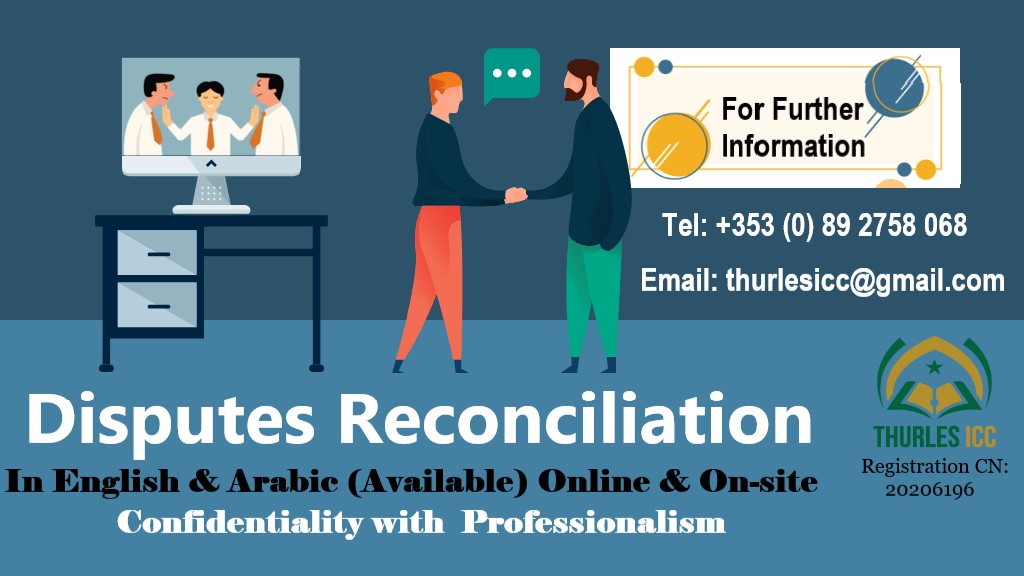 For Further
Information
Tel: +353 (0) 89 2758 068
Email: thurlesicc@gmail.com
Disputes Reconciliation
In English & Arabic (Available) Online & On-site
Confidentiality with Professionalism
THURLES ICC
Registration CN:
20206196